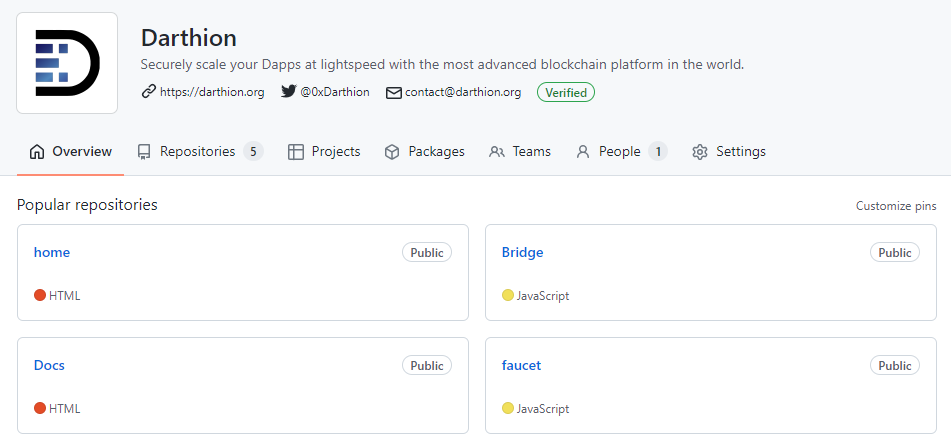 Darthion
Securely scale your Dapps at lightspeed with the most advanced blockchain platform in the world.
https://darthion.org @0xDarthion contact@darthion.org Verified
Overview Repositories 5 Projects Packages Teams People 1 Settings
Popular repositories Customize pins
home Public Bridge Public
HTML JavaScript
Docs Public faucet Public
HTML JavaScript